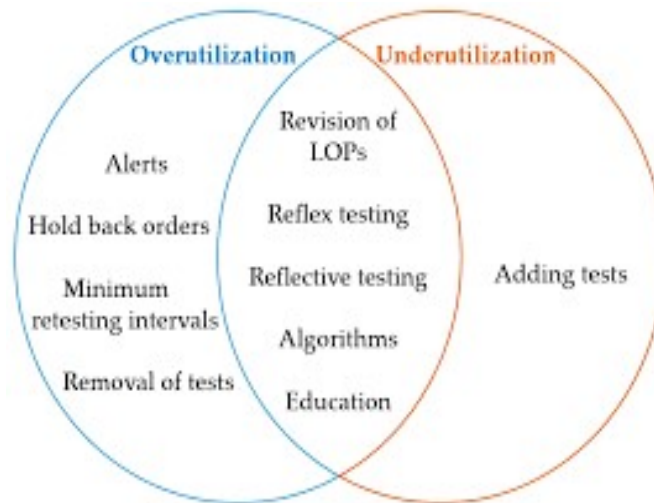 Overutilization
Underutilization
Alerts
Hold back orders
Minimum
retesting intervals
Removal of tests
Revision of
LOPs
Reflex testing
Reflective testing
Algorithms
Education
Adding tests